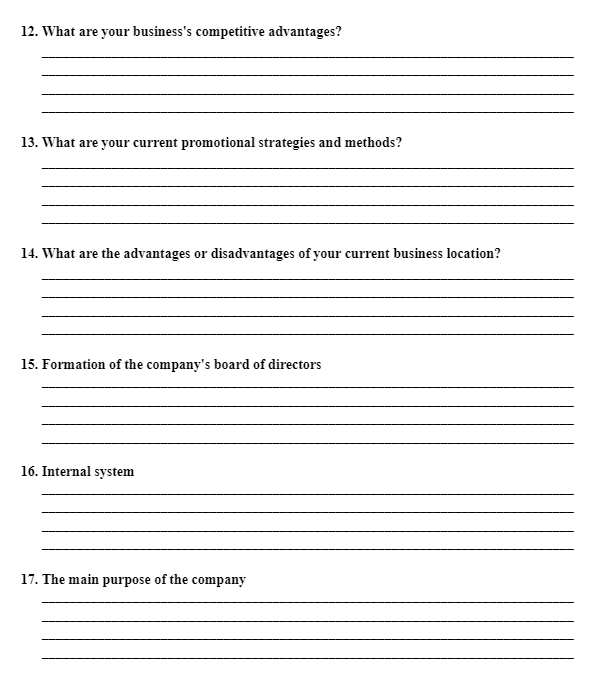 12. What are your business's competitive advantages?
13. What are your current promotional strategies and methods?
14. What are the advantages or disadvantages of your current business location?
15. Formation of the company's board of directors
16. Internal system
17. The main purpose of the company